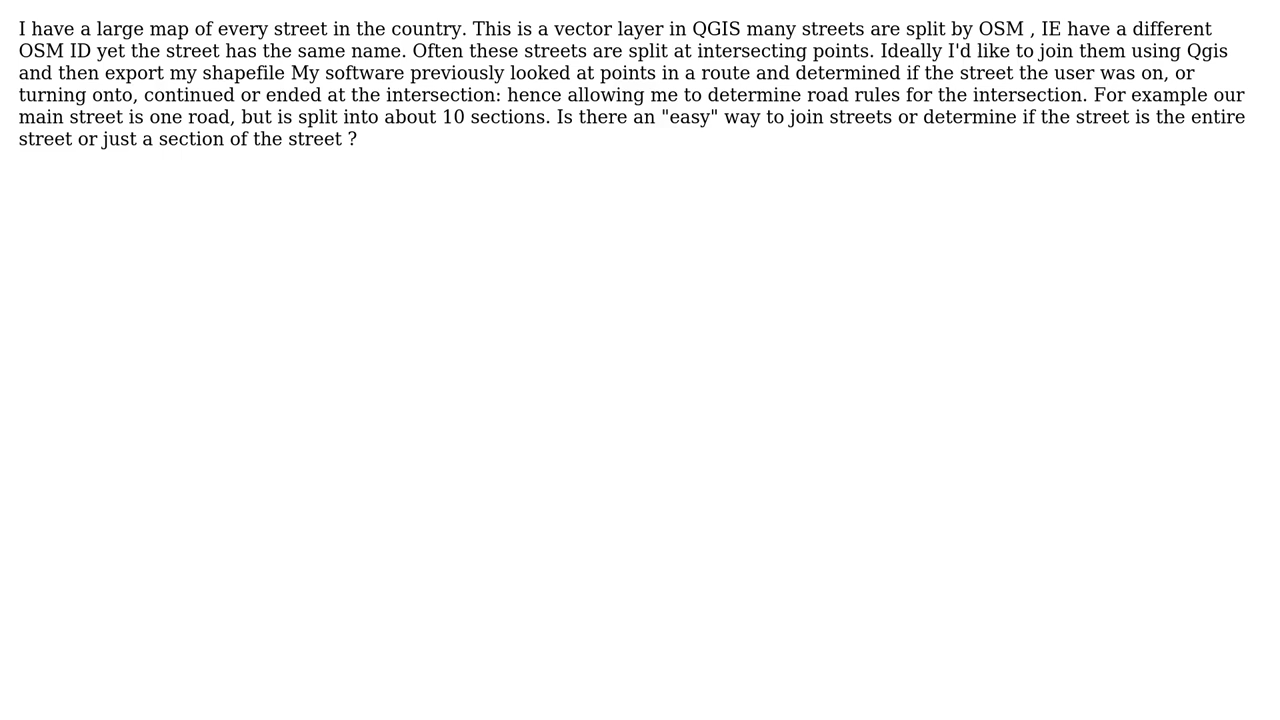 I have a large map of every street in the country. This is a vector layer in QGIS many streets are split by OSM , IE have a different
OSM ID yet the street has the same name. Often these streets are split at intersecting points. Ideally I'd like to join them using Qgis
and then export my shapefile My software previously looked at points in a route and determined if the street the user was on, or
turning onto, continued or ended at the intersection: hence allowing me to determine road rules for the intersection. For example our
main street is one road, but is split into about 10 sections. Is there an "easy" way to join streets or determine if the street is the entire
street or just a section of the street ?